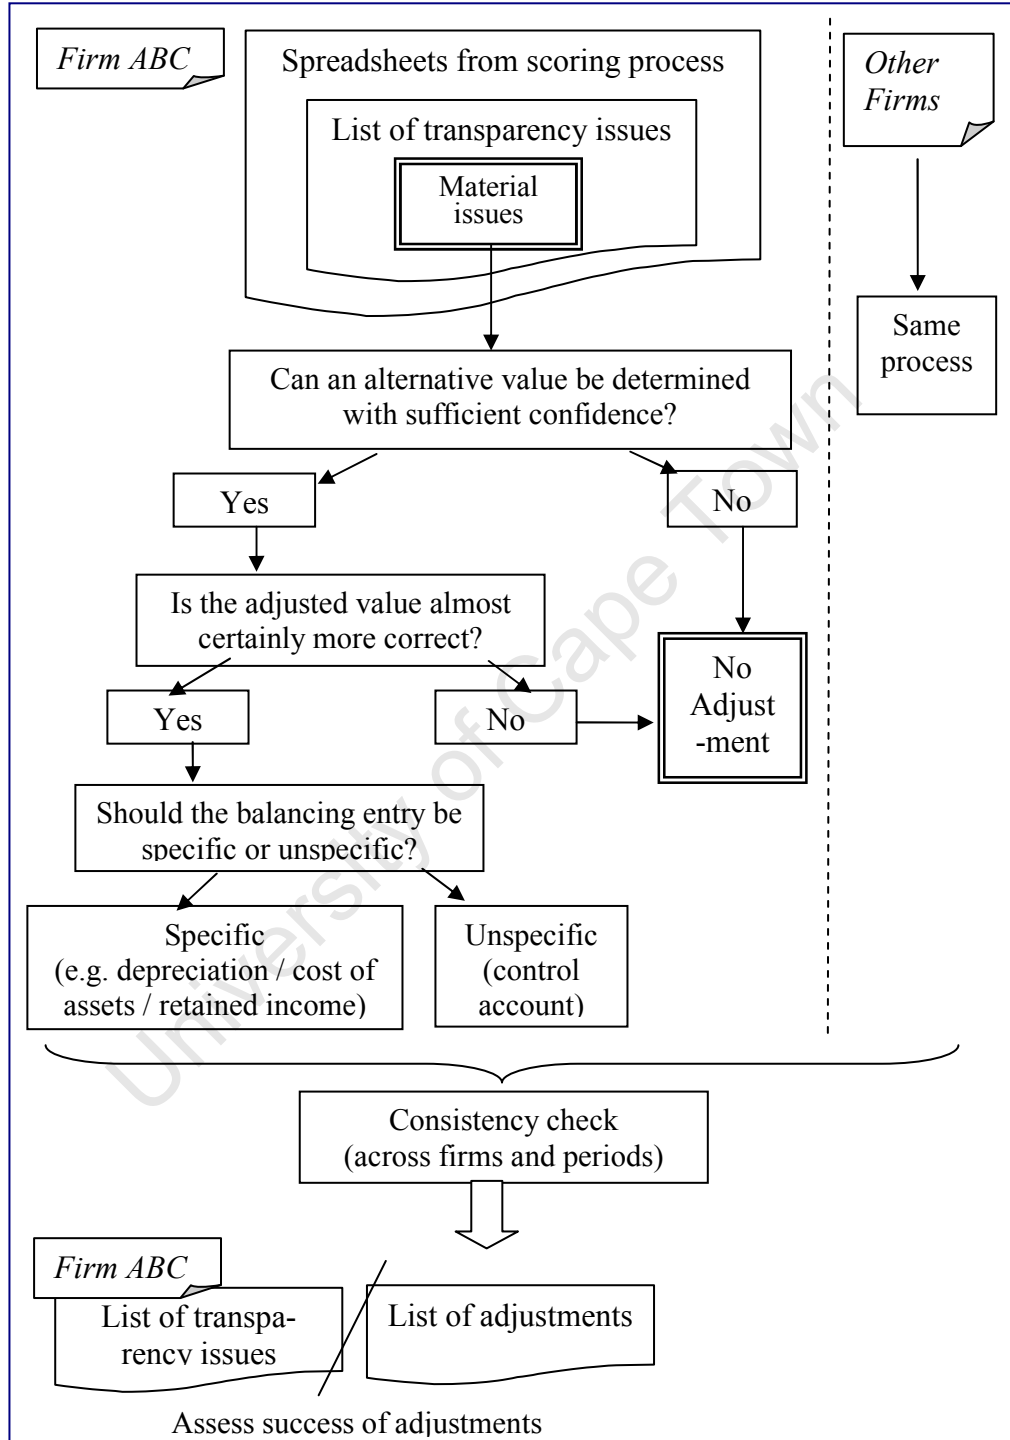 Firm ABC
Spreadsheets from scoring process
List of transparency issues
Material
issues
Other
Firms
Same
process
Can an alternative value be determined
with sufficient confidence?
Yes
No
Is the adjusted value almost
certainly more correct?
Yes
No
No
Adjust
-ment
Should the balancing entry be
specific or unspecific?
Specific
(e.g. depreciation / cost of
assets / retained income)
Unspecific
(control
account)
Consistency check
(across firms and periods)
Firm ABC
List of transpa-
rency issues
List of adjustments
Assess success of adjustments
University of Cape Town